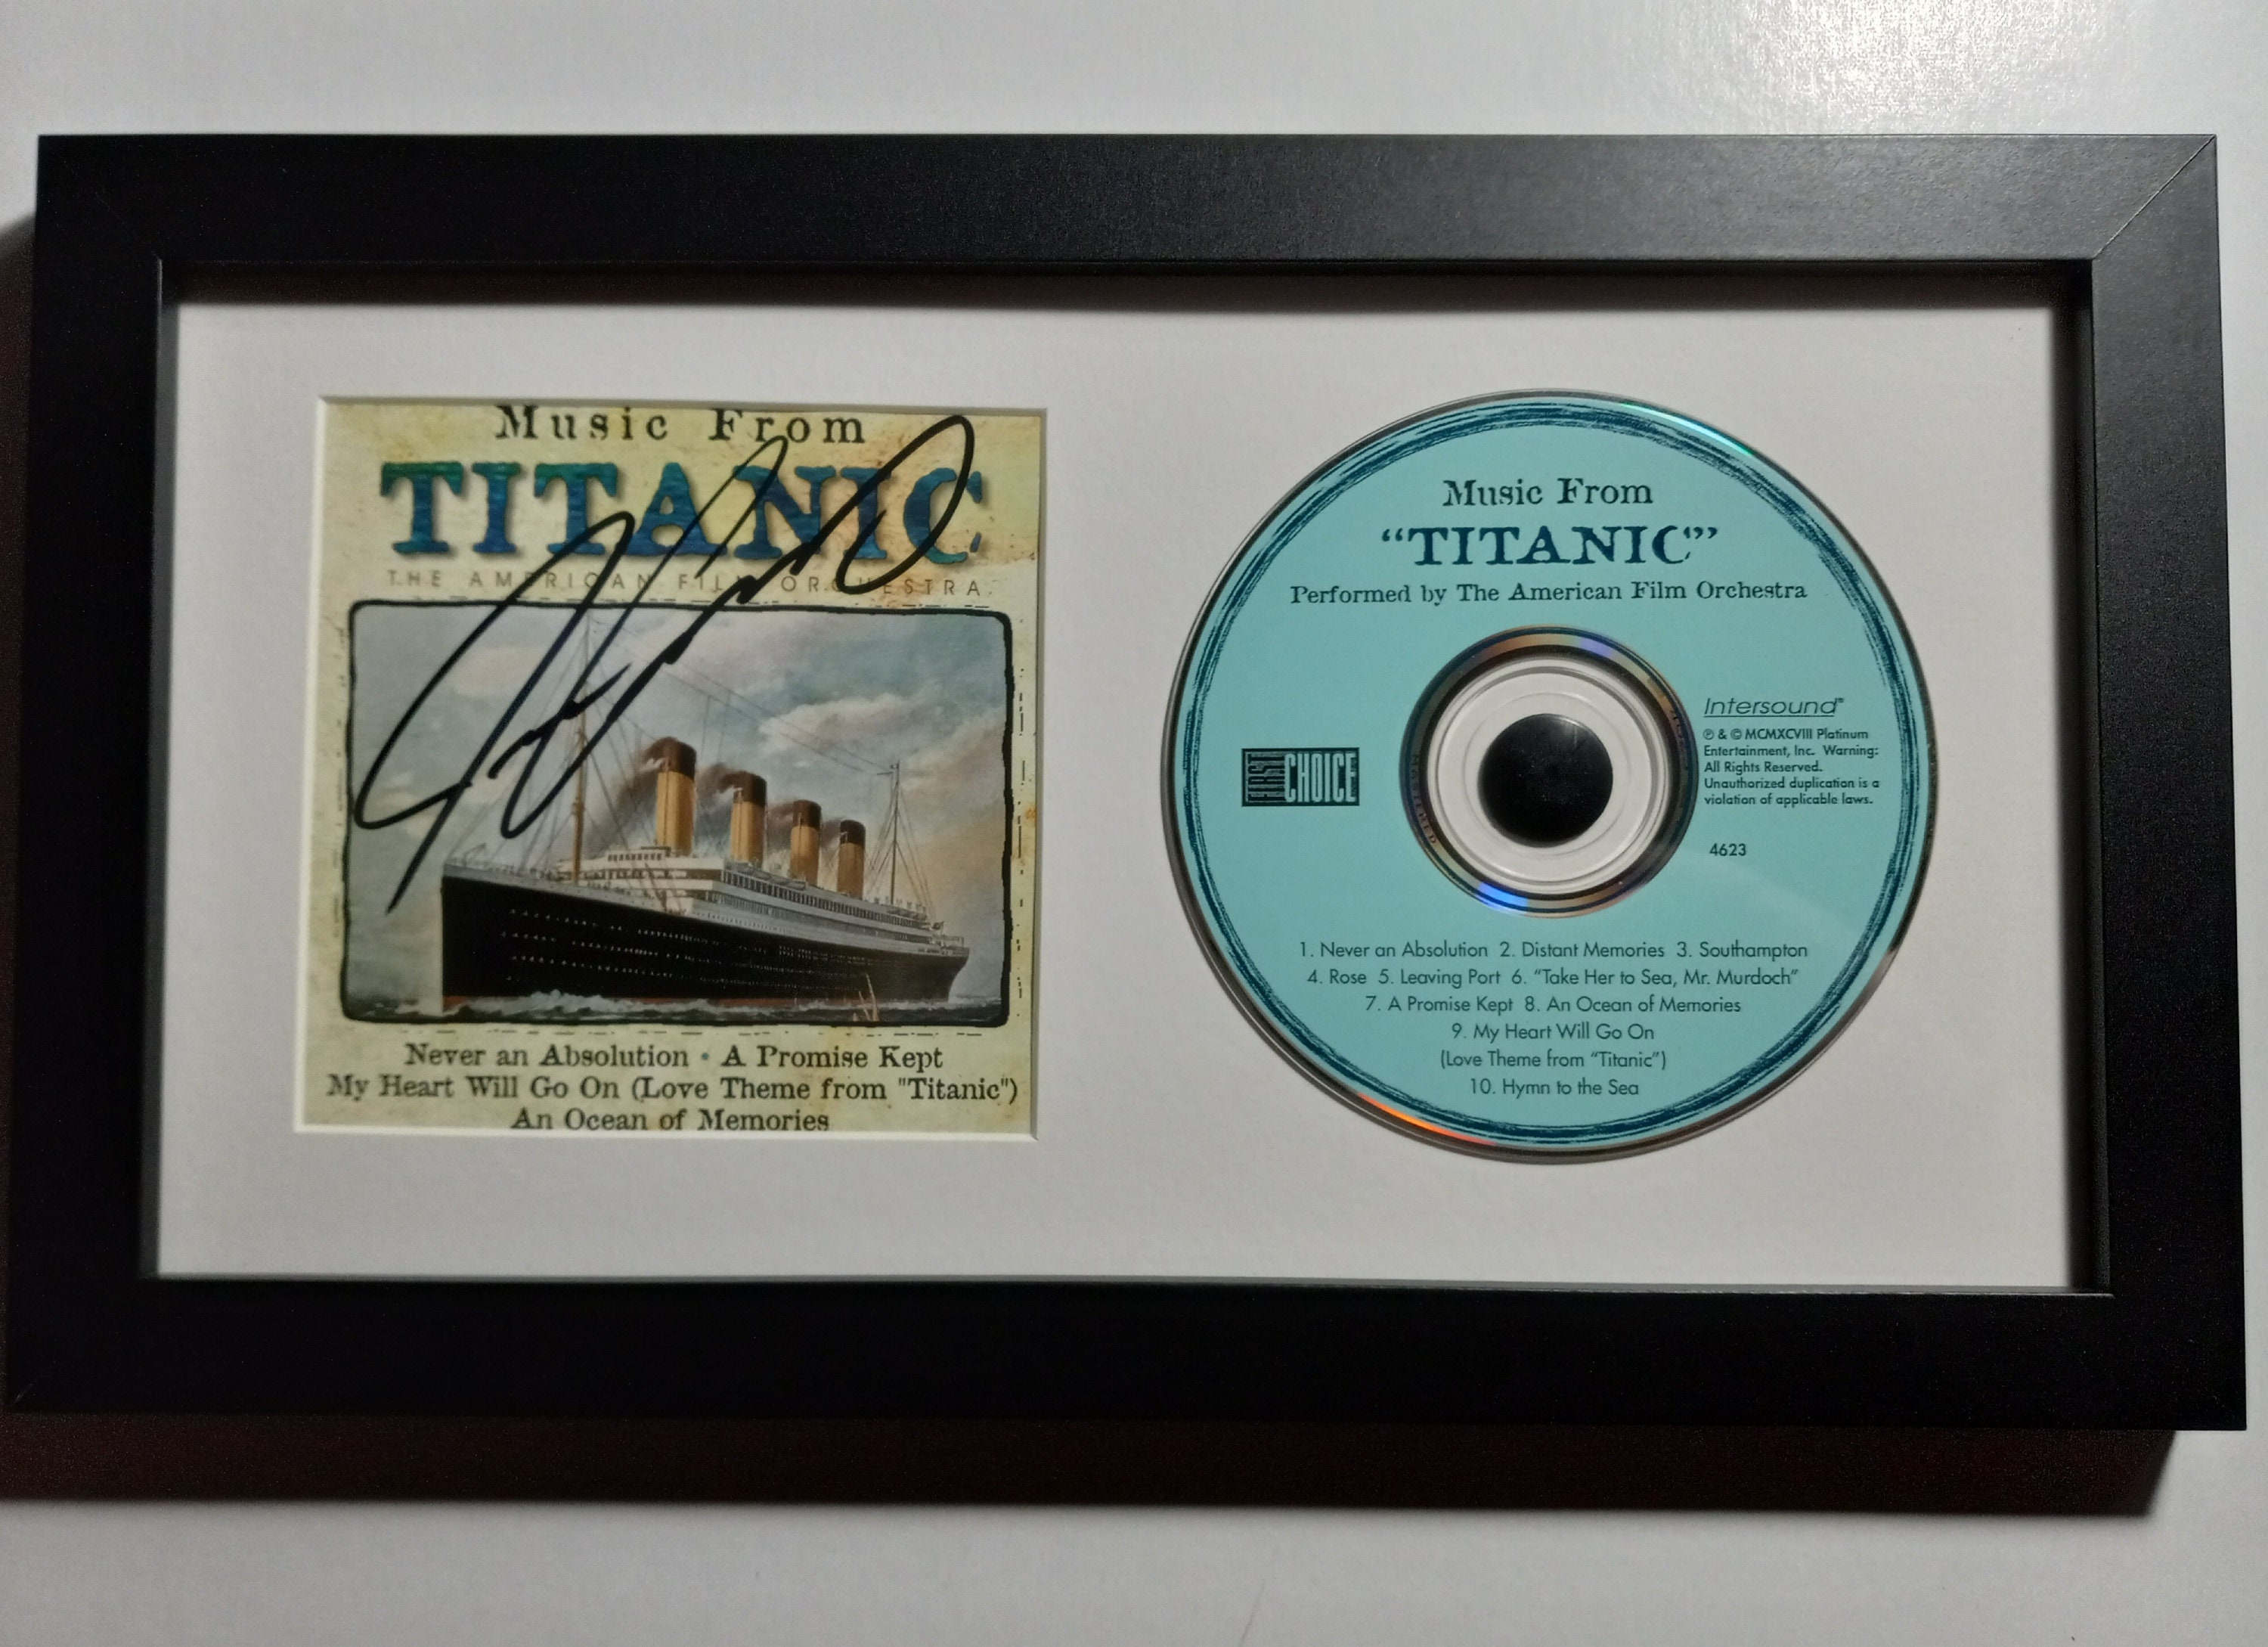 Music From
TITANIC
THE AMERICAN FILM ORCHESTRA
Never an Absolution • A Promise Kept
My Heart Will Go On (Love Theme from "Titanic")
An Ocean of Memories
Music From
“TITANIC”
Performed by The American Film Orchestra
FIRST CHOICE
Intersound®
℗ & © MCMXCVIII Platinum
Entertainment, Inc. Warning:
All Rights Reserved.
Unauthorized duplication is a
violation of applicable laws.
4623
1. Never an Absolution 2. Distant Memories 3. Southampton
4. Rose 5. Leaving Port 6. “Take Her to Sea, Mr. Murdoch”
7. A Promise Kept 8. An Ocean of Memories
9. My Heart Will Go On
(Love Theme from “Titanic”)
10. Hymn to the Sea